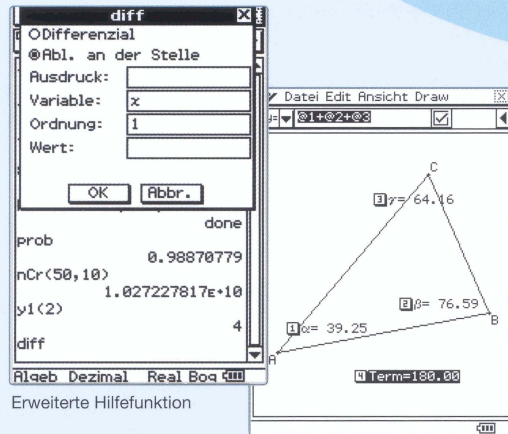 diff
Differenzial
Abl. an der Stelle
Ausdruck:
Variable: x
Ordnung: 1
Wert:
OK Abbr.
done
prob
0.98870779
nCr(50,10)
1.027227817E+10
y1(2)
4
diff
Algeb Dezimal Real Bog
Erweiterte Hilfefunktion
Datei Edit Ansicht Draw
@1+@2+@3
C
3 γ= 64.16
2 β= 76.59
B
1 α= 39.25
A
4 Term=180.00